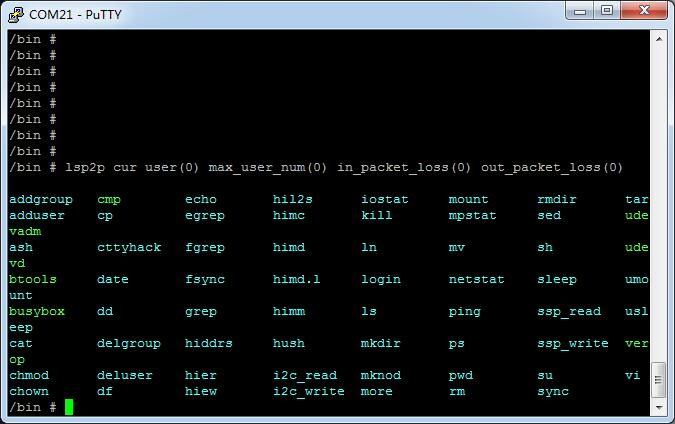 COM21 - PuTTY
/bin #
/bin #
/bin #
/bin #
/bin #
/bin #
/bin #
/bin #
/bin # lsp2p cur user(0) max_user_num(0) in_packet_loss(0) out_packet_loss(0)
addgroup cmp echo hil2s iostat mount rmdir tar
adduser cp egrep himc kill mpstat sed ude
vadm
ash cttyhack fgrep himd ln mv sh ude
vd
btools date fsync himd.l login netstat sleep umo
unt
busybox dd grep himm ls ping ssp_read usl
eep
cat delgroup hiddrs hush mkdir ps ssp_write ver
op
chmod deluser hier i2c_read mknod pwd su vi
chown df hiew i2c_write more rm sync
/bin #